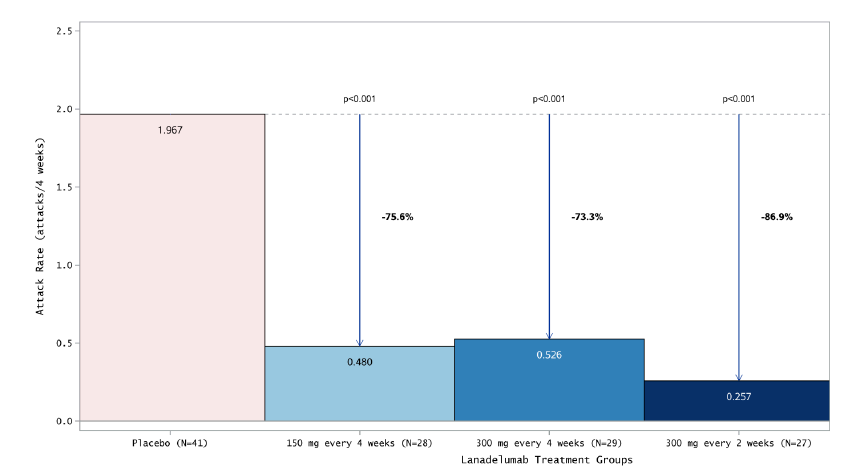 2.5
p<0.001 p<0.001 p<0.001
2.0
1.967
1.5
-75.6% -73.3% -86.9%
Attack Rate (attacks/4 weeks)
1.0
0.5
0.480 0.526 0.257
0.0
Placebo (N=41) 150 mg every 4 weeks (N=28) 300 mg every 4 weeks (N=29) 300 mg every 2 weeks (N=27)
Lanadelumab Treatment Groups